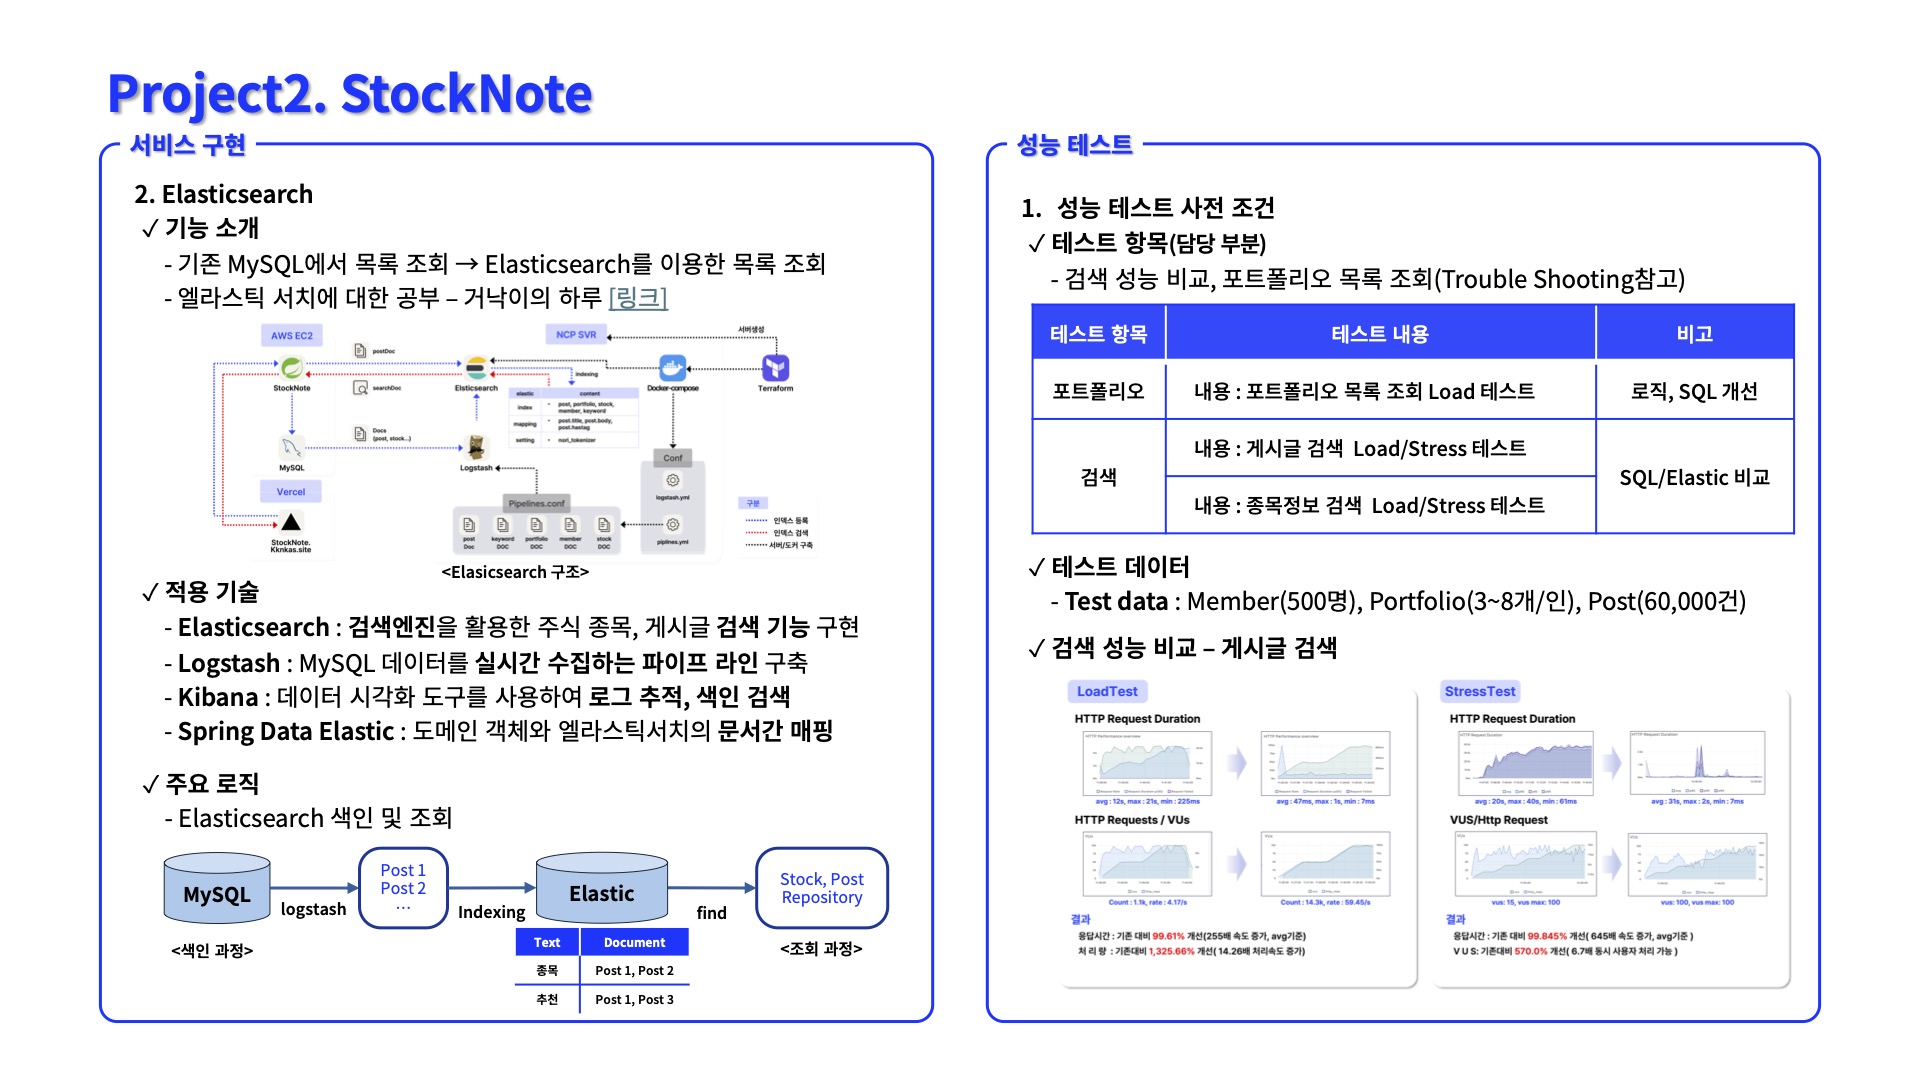 Project2. StockNote
서비스 구현
2. Elasticsearch
✓ 기능 소개
- 기존 MySQL에서 목록 조회 → Elasticsearch를 이용한 목록 조회
- 엘라스틱 서치에 대한 공부 – 거낙이의 하루 [링크]
AWS EC2
NCP SVR
서버생성
postDoc
StockNote
searchDoc
Elsticsearch
indexing
Docker-compose
Terraform
elastic content
index • post, portfolio, stock,
member, keyword
mapping • post.title, post.body,
post.hastag
setting • nori_tokenizer
Docs
(post, stock...)
MySQL
Logstash
Conf
logstash.yml
Vercel
Pipelines.conf
StockNote.
Kknkas.site
post
Doc
keyword
DOC
portfolio
DOC
member
DOC
stock
DOC
piplines.yml
구분
인덱스 등록
인덱스 검색
서버/도커 구축
<Elasicsearch 구조>
✓ 적용 기술
- Elasticsearch : 검색엔진을 활용한 주식 종목, 게시글 검색 기능 구현
- Logstash : MySQL 데이터를 실시간 수집하는 파이프 라인 구축
- Kibana : 데이터 시각화 도구를 사용하여 로그 추적, 색인 검색
- Spring Data Elastic : 도메인 객체와 엘라스틱서치의 문서간 매핑
✓ 주요 로직
- Elasticsearch 색인 및 조회
MySQL
logstash
Post 1
Post 2
...
Indexing
Elastic
find
Stock, Post
Repository
<색인 과정>
<조회 과정>
Text Document
종목 Post 1, Post 2
추천 Post 1, Post 3
성능 테스트
1. 성능 테스트 사전 조건
✓ 테스트 항목(담당 부분)
- 검색 성능 비교, 포트폴리오 목록 조회(Trouble Shooting참고)
테스트 항목 테스트 내용 비고
포트폴리오 내용 : 포트폴리오 목록 조회 Load 테스트 로직, SQL 개선
검색 내용 : 게시글 검색 Load/Stress 테스트 SQL/Elastic 비교
내용 : 종목정보 검색 Load/Stress 테스트
✓ 테스트 데이터
- Test data : Member(500명), Portfolio(3~8개/인), Post(60,000건)
✓ 검색 성능 비교 – 게시글 검색
LoadTest
HTTP Request Duration
avg : 12s, max : 21s, min : 225ms
avg : 47ms, max : 1s, min : 7ms
HTTP Requests / VUs
Count : 1.1k, rate : 4.17/s
Count : 14.3k, rate : 59.45/s
결과
응답시간 : 기존 대비 99.61% 개선(255배 속도 증가, avg기준)
처 리 량 : 기존대비 1,325.66% 개선( 14.26배 처리속도 증가)
StressTest
HTTP Request Duration
avg : 20s, max : 40s, min : 61ms
avg : 31s, max : 2s, min : 7ms
VUS/Http Request
vus: 15, vus max: 100
vus: 100, vus max: 100
결과
응답시간 : 기존 대비 99.845% 개선( 645배 속도 증가, avg기준 )
V U S: 기존대비 570.0% 개선( 6.7배 동시 사용자 처리 가능 )